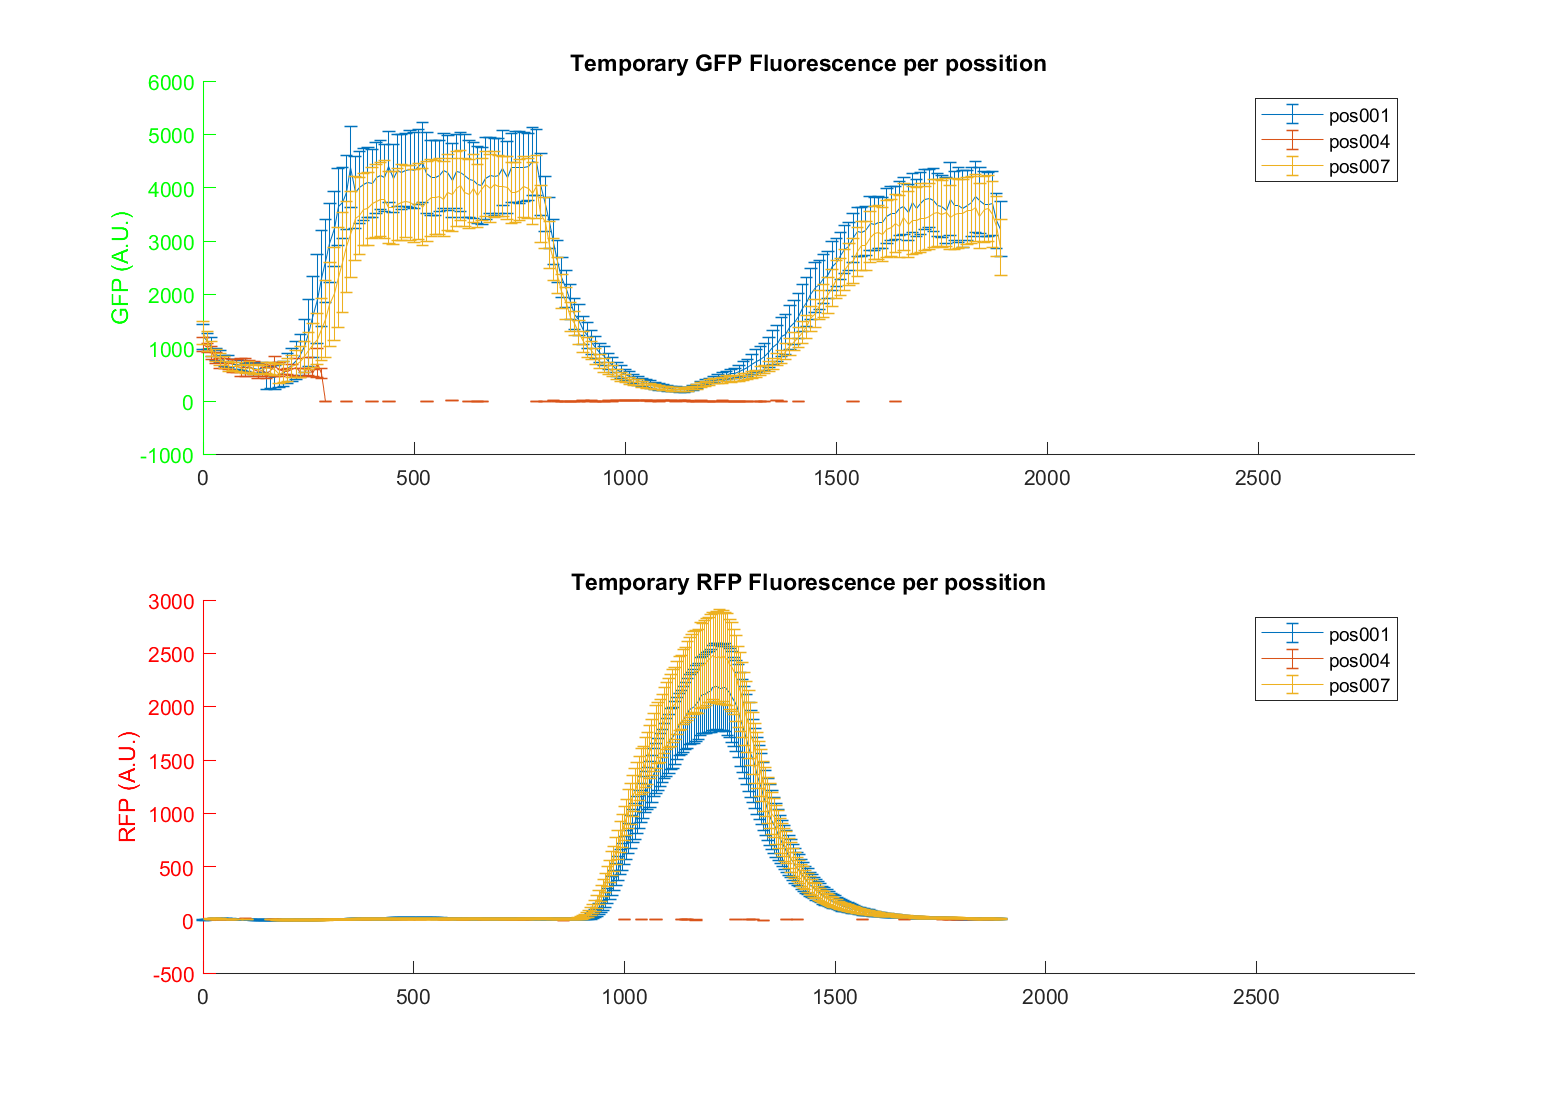 Temporary GFP Fluorescence per possition
6000
5000
4000
3000
2000
1000
0
-1000
GFP (A.U.)
0 500 1000 1500 2000 2500
pos001
pos004
pos007
Temporary RFP Fluorescence per possition
3000
2500
2000
1500
1000
500
0
-500
RFP (A.U.)
0 500 1000 1500 2000 2500
pos001
pos004
pos007